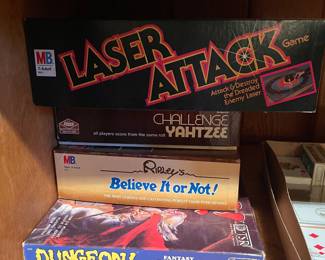 MB
LASER
ATTACK
Game
Attack & Destroy
the Dreaded
Enemy Laser
CHALLENGE
YAHTZEE
all players score from the same roll
MB
Ripley's
Believe It or Not!
DUNGEON!
FANTASY